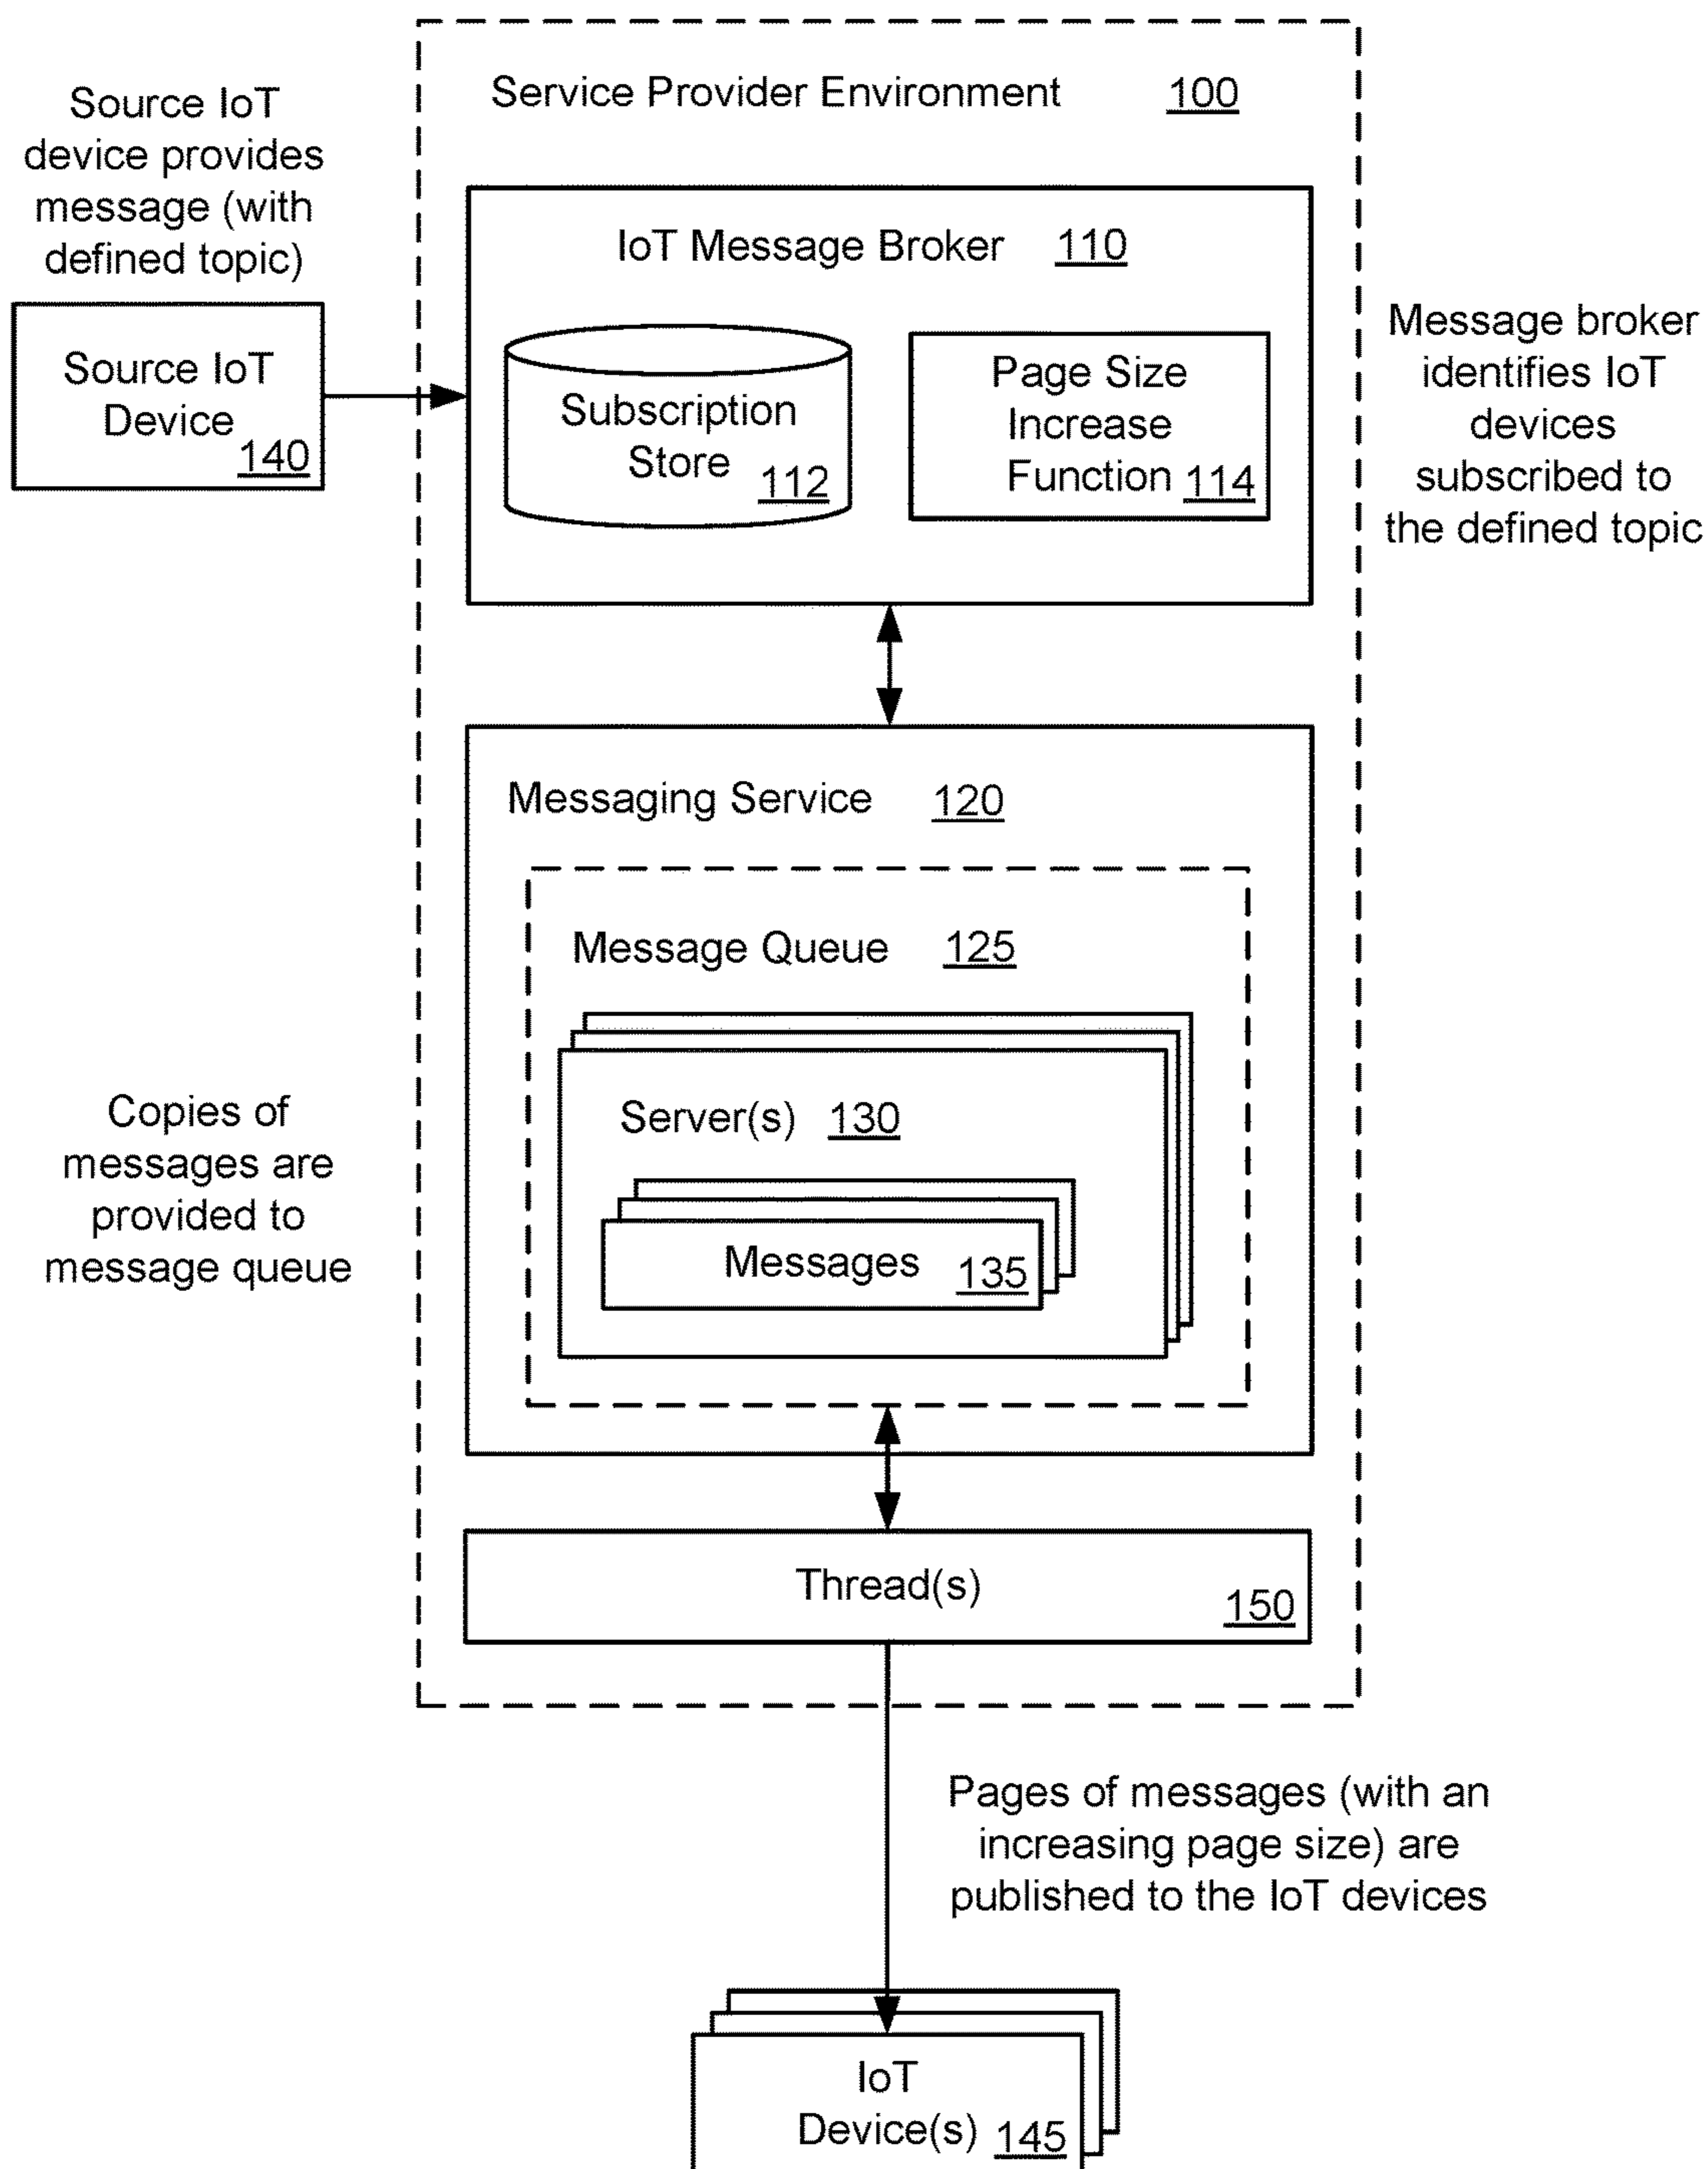 Service Provider Environment 100
Source IoT
device provides
message (with
defined topic)
IoT Message Broker 110
Source IoT
Device
140
Subscription
Store 112
Page Size
Increase
Function 114
Message broker
identifies IoT
devices
subscribed to
the defined topic
Messaging Service 120
Message Queue 125
Copies of
messages are
provided to
message queue
Server(s) 130
Messages 135
Thread(s) 150
Pages of messages (with an
increasing page size) are
published to the IoT devices
IoT
Device(s) 145